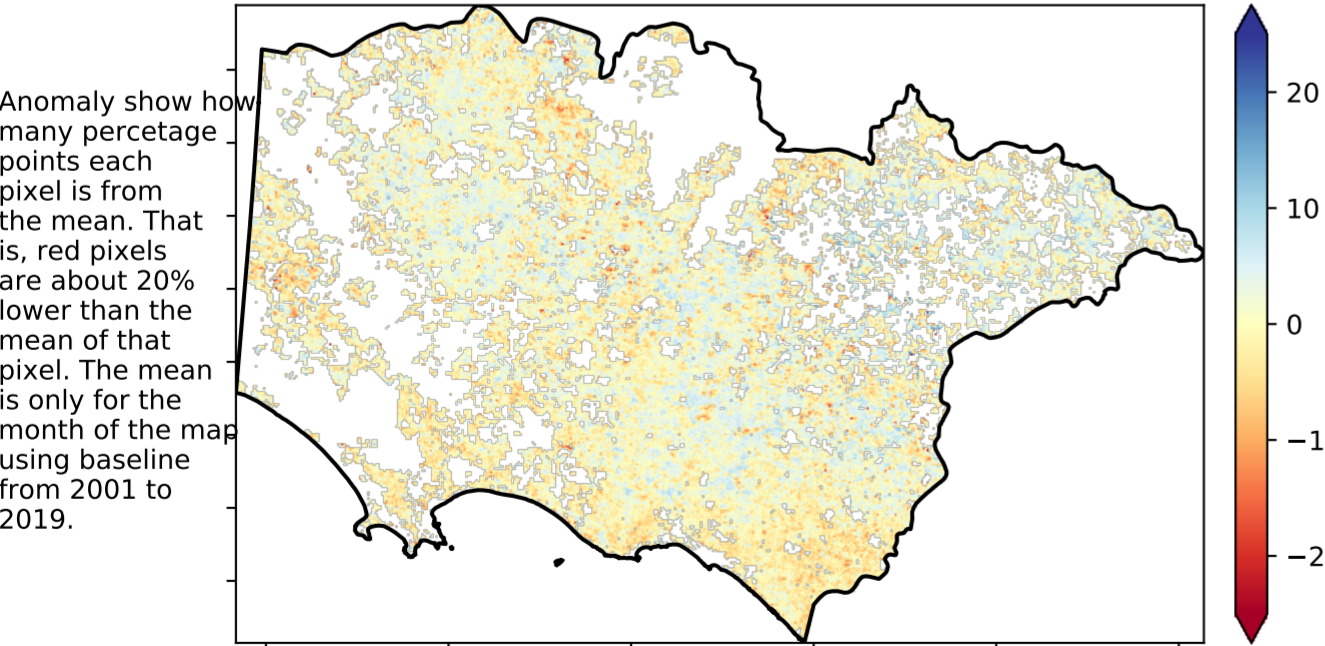 Anomaly show how
many percetage
points each
pixel is from
the mean. That
is, red pixels
are about 20%
lower than the
mean of that
pixel. The mean
is only for the
month of the map
using baseline
from 2001 to
2019.
20
10
0
−1
−2